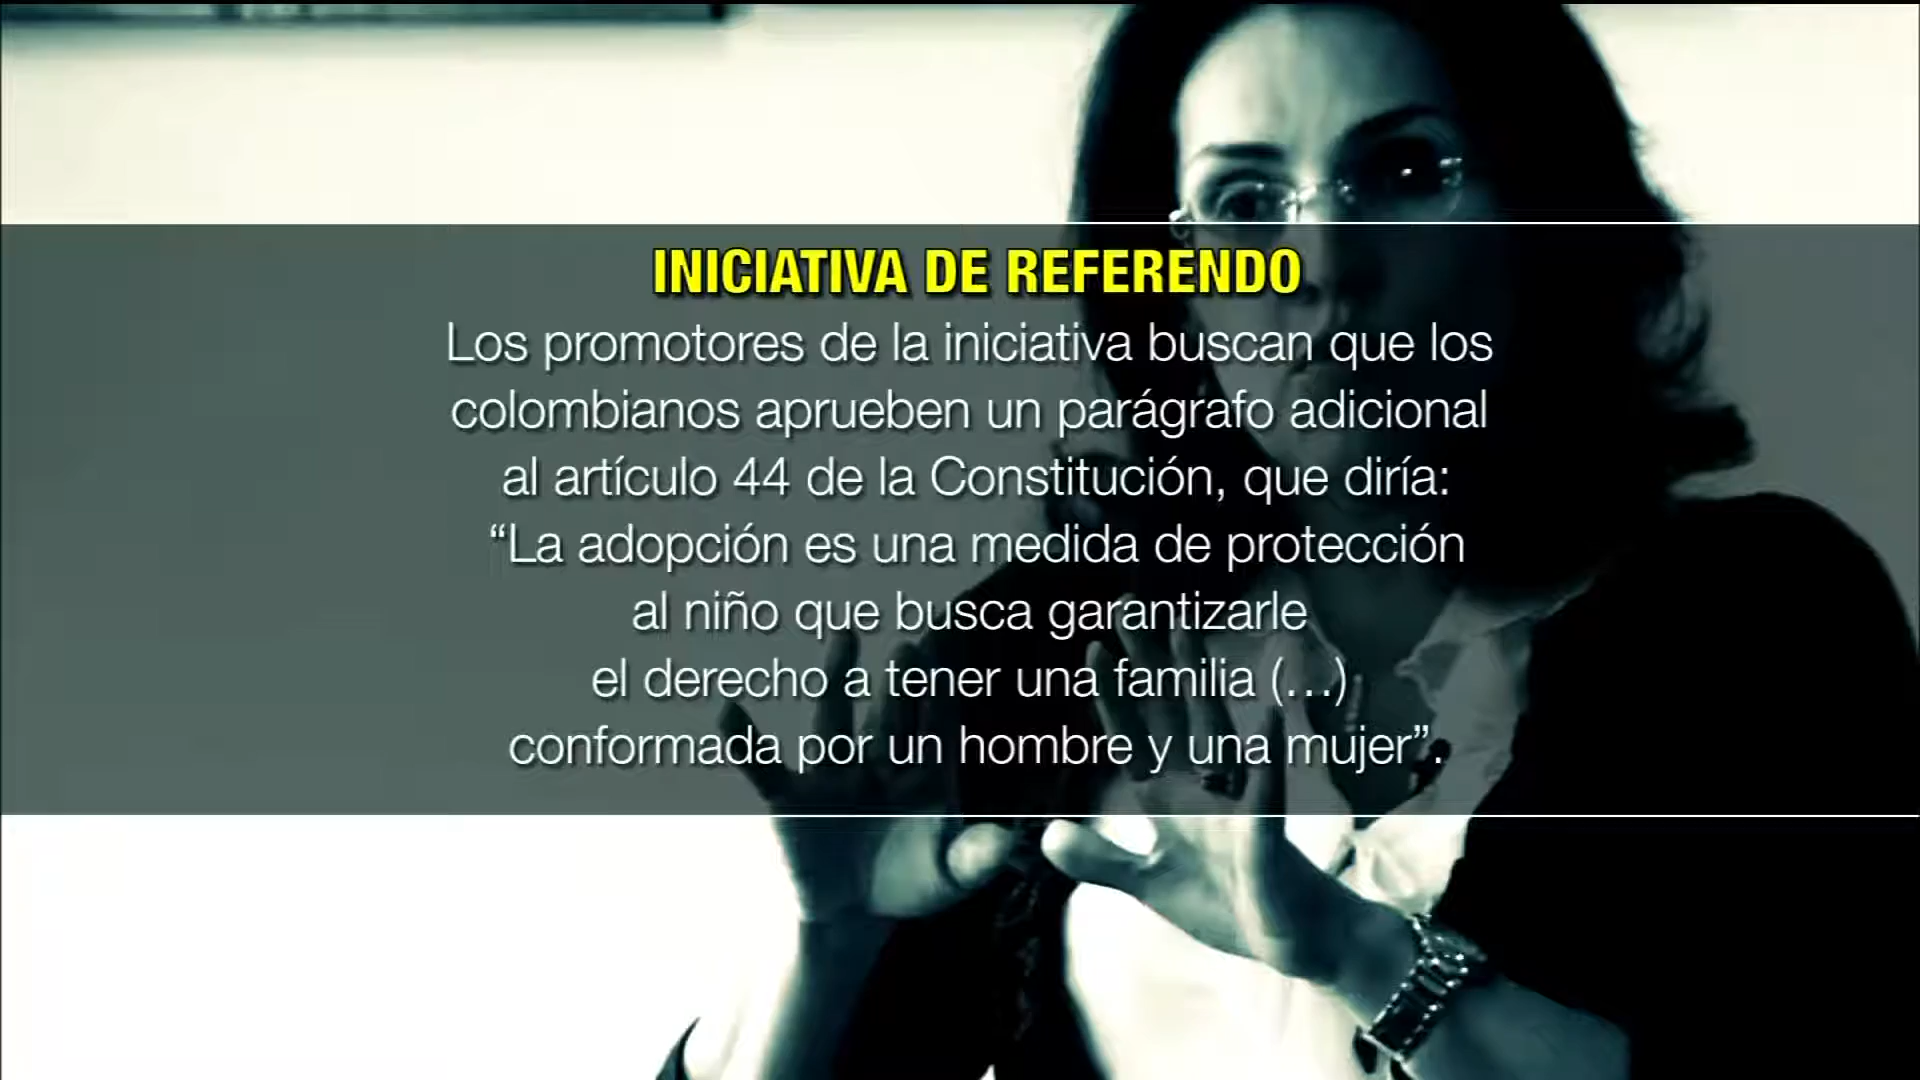 INICIATIVA DE REFERENDO
Los promotores de la iniciativa buscan que los
colombianos aprueben un parágrafo adicional
al artículo 44 de la Constitución, que diría:
“La adopción es una medida de protección
al niño que busca garantizarle
el derecho a tener una familia (…)
conformada por un hombre y una mujer”.